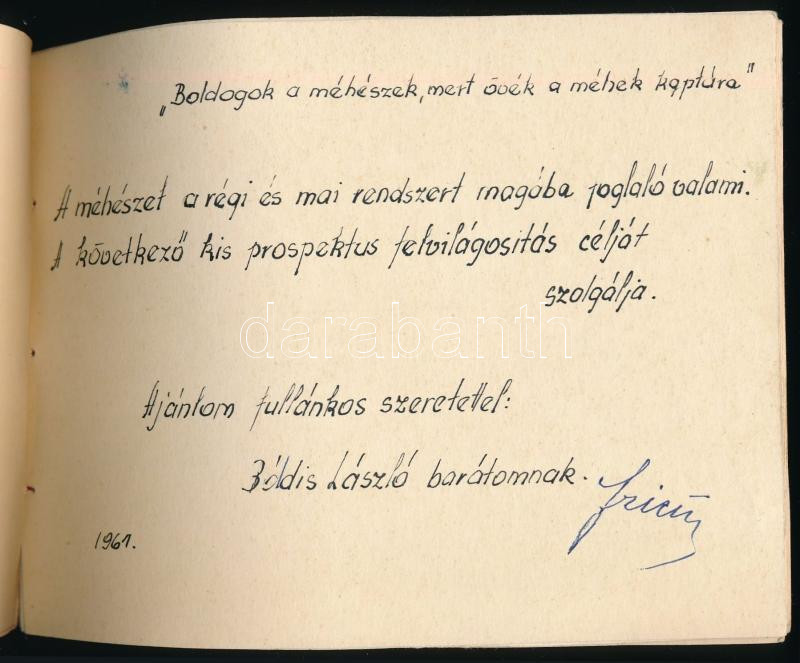 „Boldogok a méhészek, mert övék a méhek kaptára"
A méhészet a régi és mai rendszert magába foglaló valami.
A következő kis prospektus felvilágositás célját
szolgálja.
darabanth
Ajánlom fullánkos szeretettel:
Bódis László barátomnak.
1961.